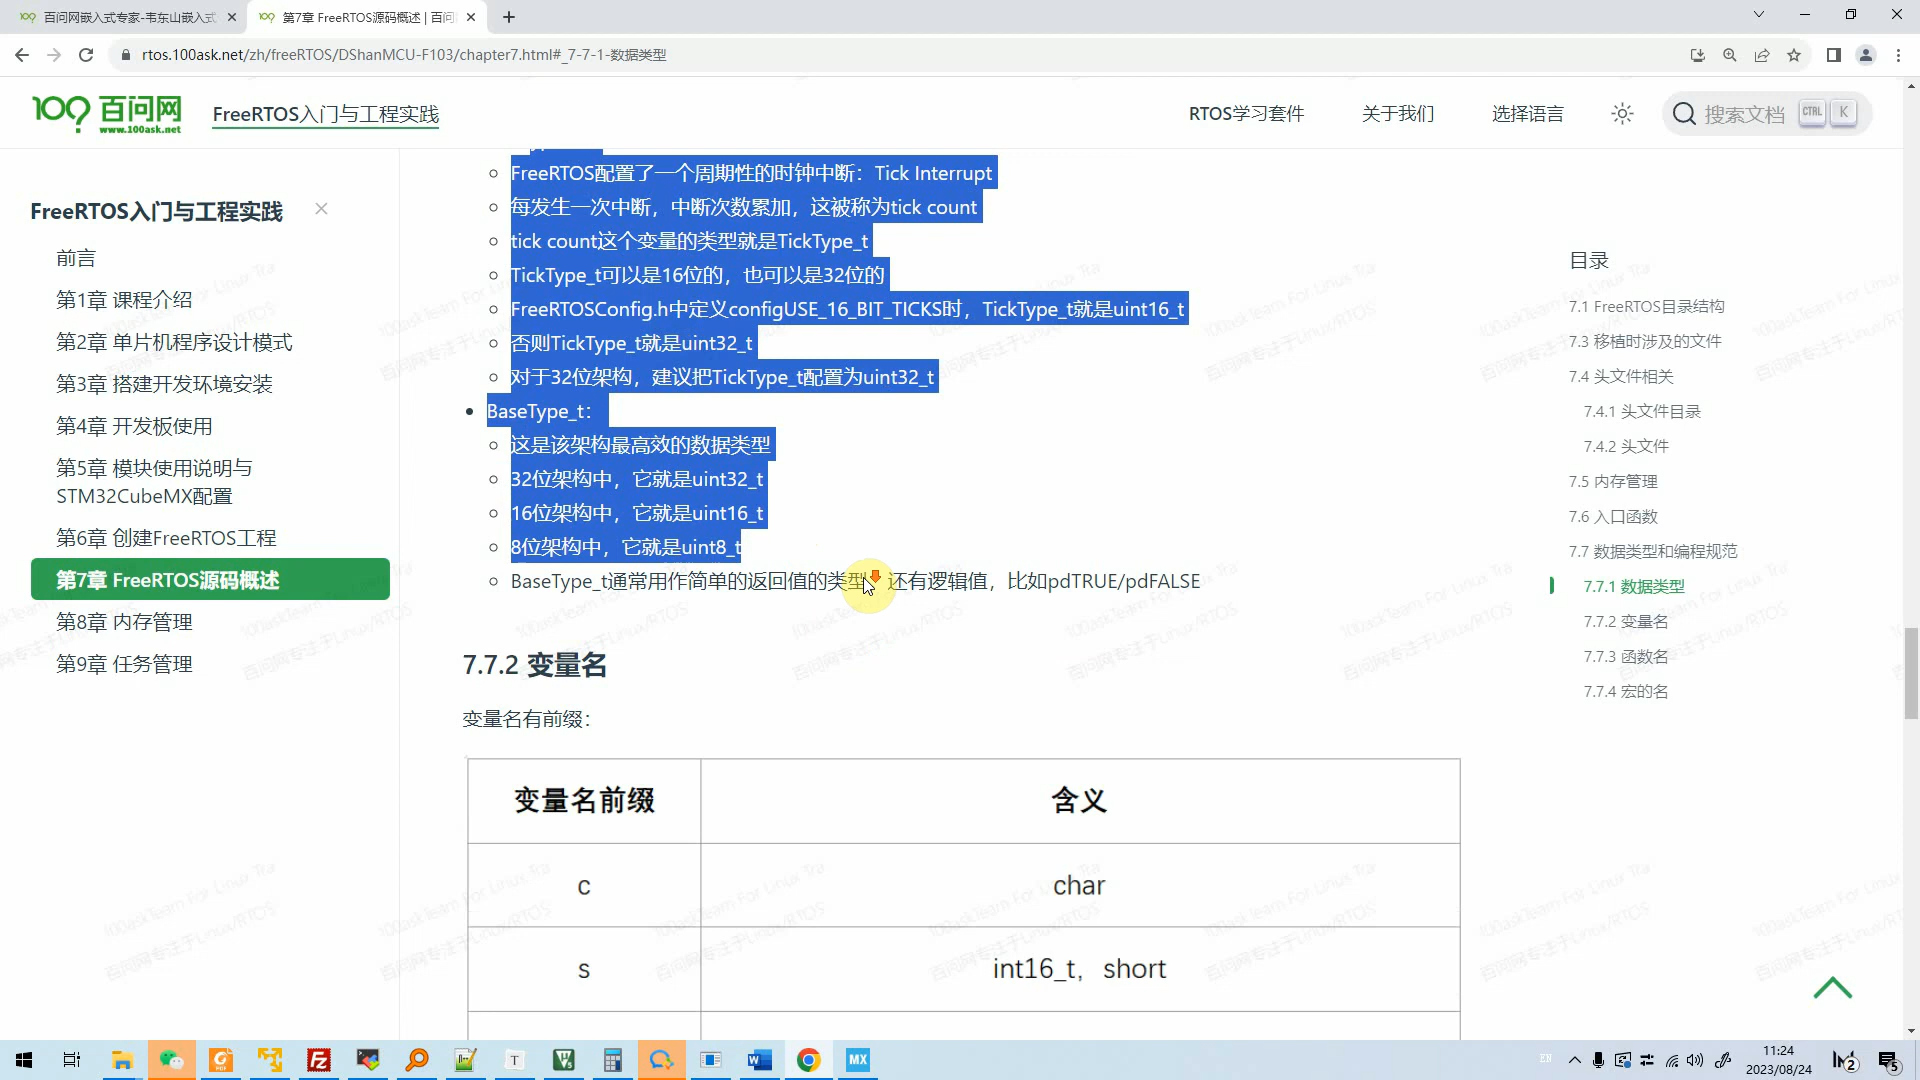 百问网嵌入式专家-韦东山嵌入式
第7章 FreeRTOS源码概述 | 百问
rtos.100ask.net/zh/freeRTOS/DShanMCU-F103/chapter7.html#_7-7-1-数据类型
百问网
www.100ask.net
FreeRTOS入门与工程实践
RTOS学习套件
关于我们
选择语言
搜索文档
CTRL
K
FreeRTOS入门与工程实践
前言
第1章 课程介绍
第2章 单片机程序设计模式
第3章 搭建开发环境安装
第4章 开发板使用
第5章 模块使用说明与
STM32CubeMX配置
第6章 创建FreeRTOS工程
第7章 FreeRTOS源码概述
第8章 内存管理
第9章 任务管理
FreeRTOS配置了一个周期性的时钟中断：Tick Interrupt
每发生一次中断，中断次数累加，这被称为tick count
tick count这个变量的类型就是TickType_t
TickType_t可以是16位的，也可以是32位的
FreeRTOSConfig.h中定义configUSE_16_BIT_TICKS时，TickType_t就是uint16_t
否则TickType_t就是uint32_t
对于32位架构，建议把TickType_t配置为uint32_t
BaseType_t：
这是该架构最高效的数据类型
32位架构中，它就是uint32_t
16位架构中，它就是uint16_t
8位架构中，它就是uint8_t
BaseType_t通常用作简单的返回值的类型 还有逻辑值，比如pdTRUE/pdFALSE
7.7.2 变量名
变量名有前缀：
变量名前缀 含义
c char
s int16_t，short
目录
7.1 FreeRTOS目录结构
7.3 移植时涉及的文件
7.4 头文件相关
7.4.1 头文件目录
7.4.2 头文件
7.5 内存管理
7.6 入口函数
7.7 数据类型和编程规范
7.7.1 数据类型
7.7.2 变量名
7.7.3 函数名
7.7.4 宏的名
11:24
2023/08/24